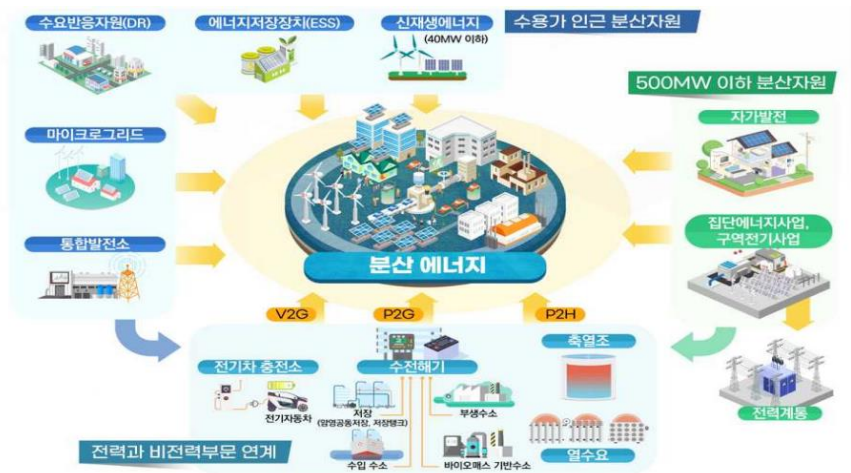 수요반응자원(DR)
에너지저장장치(ESS)
신재생에너지
(40MW 이하)
수용가 인근 분산자원
500MW 이하 분산자원
마이크로그리드
자가발전
통합발전소
집단에너지사업,
구역전기사업
분산 에너지
V2G
P2G
P2H
전기차 충전소
수전해기
축열조
전기자동차
저장
(암염공동저장, 저장탱크)
부생수소
전력계통
수입 수소
바이오매스 기반수소
열수요
전력과 비전력부문 연계